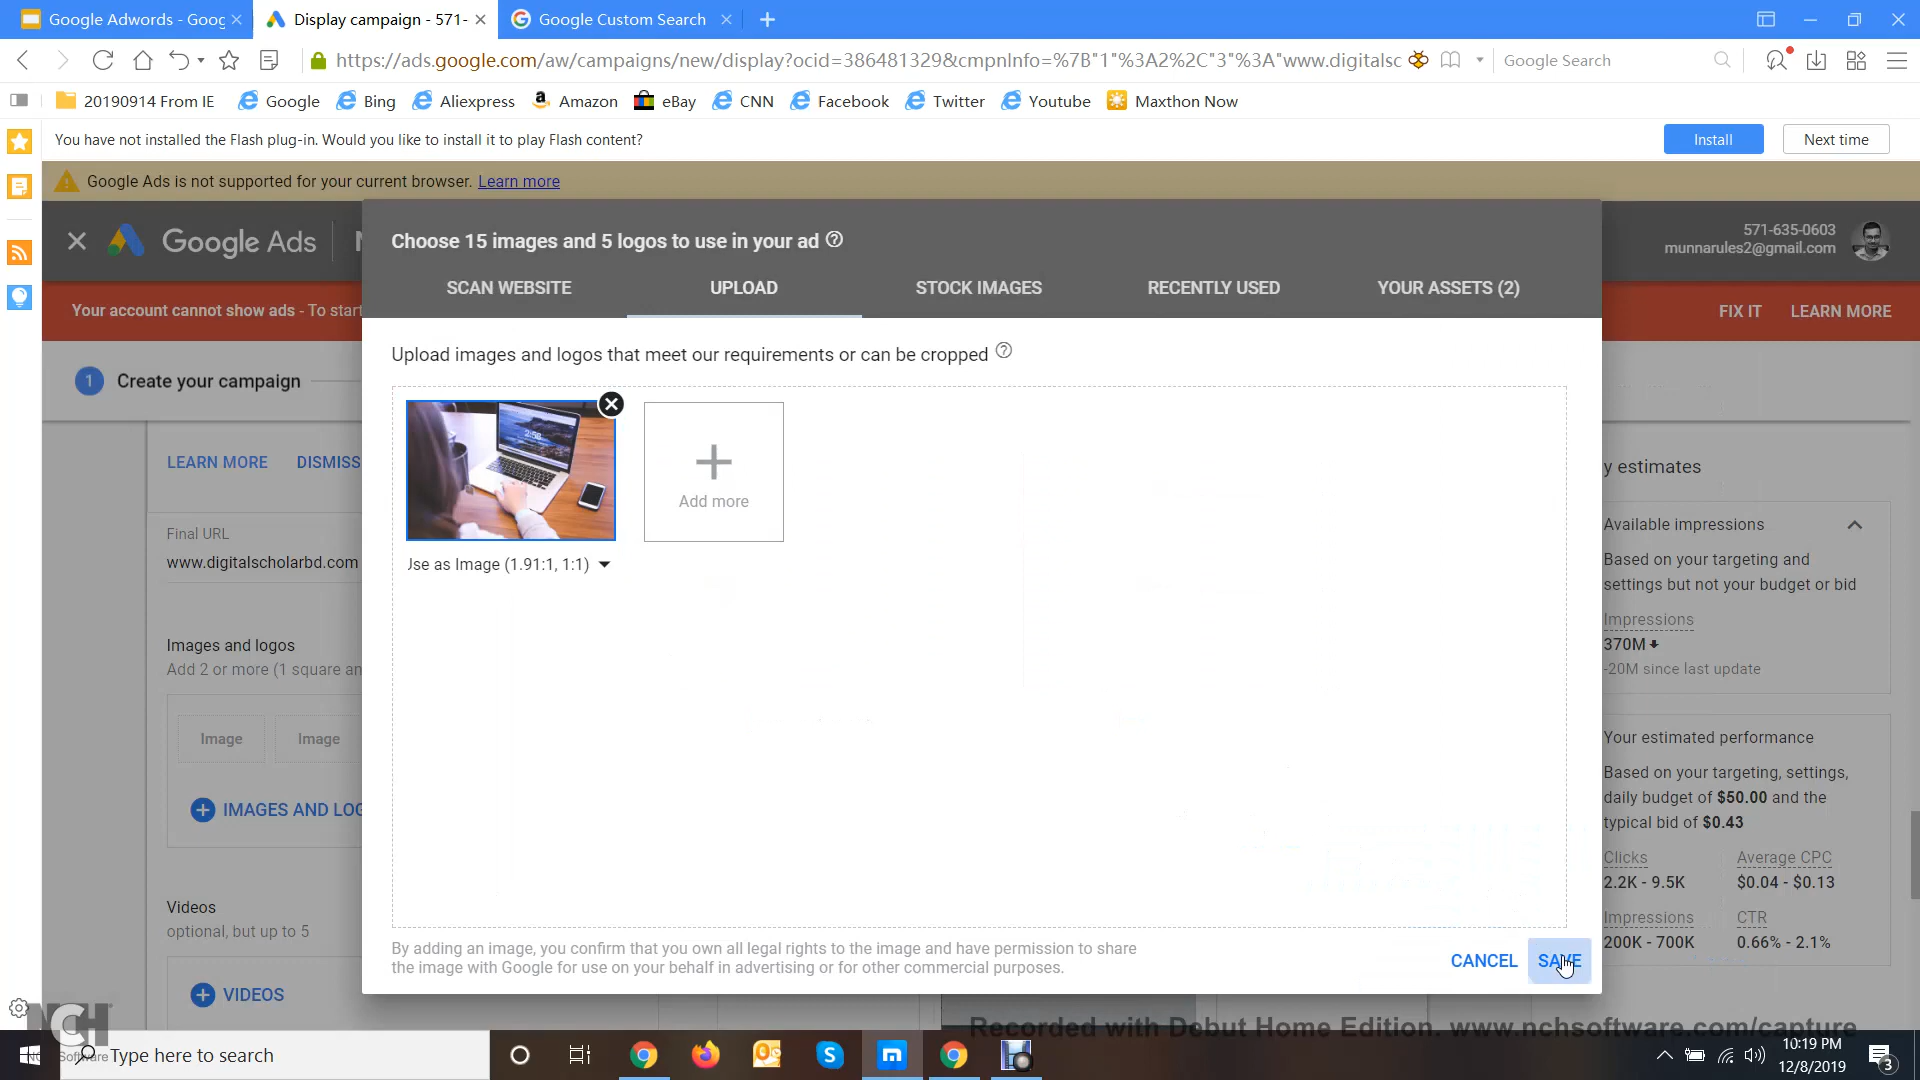 Google Adwords - Goog
Display campaign - 571-
Google Custom Search
https://ads.google.com/aw/campaigns/new/display?ocid=386481329&cmpnInfo=%7B"1"%3A2%2C"3"%3A"www.digitalsc
Google Search
20190914 From IE
Google
Bing
Aliexpress
Amazon
eBay
CNN
Facebook
Twitter
Youtube
Maxthon Now
You have not installed the Flash plug-in. Would you like to install it to play Flash content?
Install
Next time
Google Ads is not supported for your current browser. Learn more
Google Ads
571-635-0603
munnarules2@gmail.com
Your account cannot show ads - To start
FIX IT
LEARN MORE
1 Create your campaign
Choose 15 images and 5 logos to use in your ad
SCAN WEBSITE
UPLOAD
STOCK IMAGES
RECENTLY USED
YOUR ASSETS (2)
Upload images and logos that meet our requirements or can be cropped
2:58
Add more
Use as Image (1.91:1, 1:1)
By adding an image, you confirm that you own all legal rights to the image and have permission to share
the image with Google for use on your behalf in advertising or for other commercial purposes.
CANCEL
SAVE
LEARN MORE
DISMISS
Final URL
www.digitalscholarbd.com
Images and logos
Add 2 or more (1 square an
Image
Image
IMAGES AND LOG
Videos
optional, but up to 5
VIDEOS
y estimates
Available impressions
Based on your targeting and
settings but not your budget or bid
Impressions
370M
-20M since last update
Your estimated performance
Based on your targeting, settings,
daily budget of $50.00 and the
typical bid of $0.43
Clicks
Average CPC
2.2K - 9.5K
$0.04 - $0.13
Impressions
CTR
200K - 700K
0.66% - 2.1%
NCH
Software
Recorded with Debut Home Edition. www.nchsoftware.com/capture
Type here to search
10:19 PM
12/8/2019
3